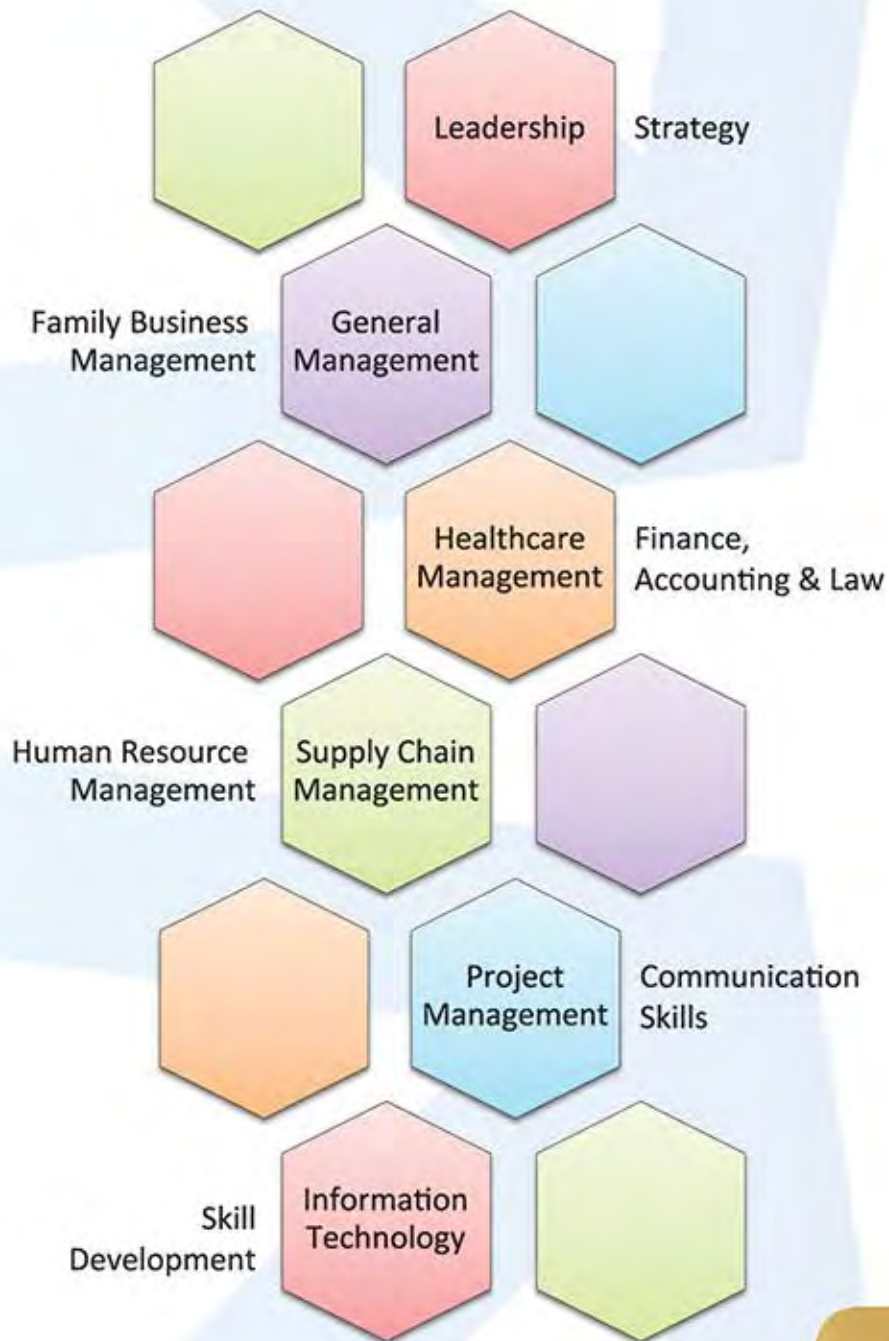 Leadership
Strategy
Family Business
Management
General
Management
Healthcare
Management
Finance,
Accounting & Law
Human Resource
Management
Supply Chain
Management
Project
Management
Communication
Skills
Skill
Development
Information
Technology